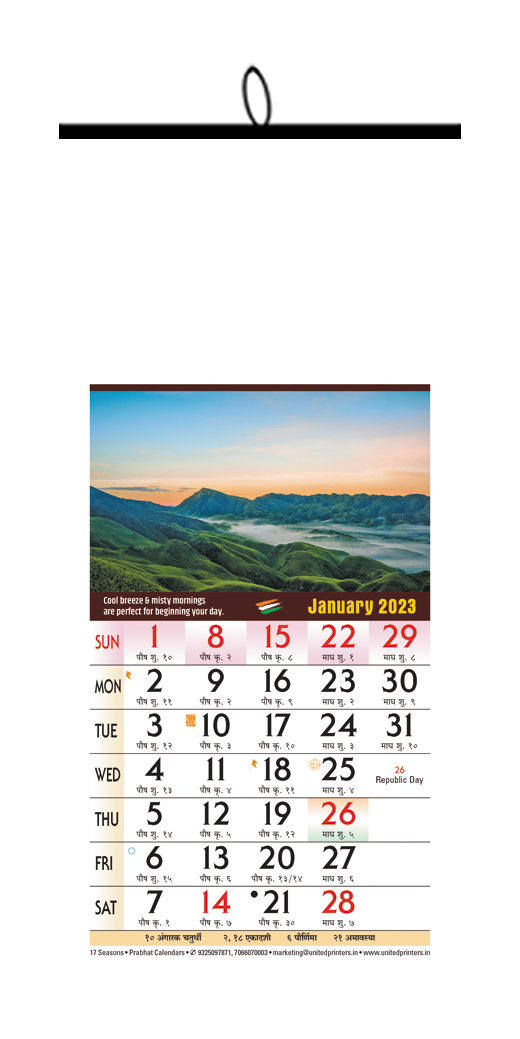 Cool breeze & misty mornings
are perfect for beginning your day.
January 2023
SUN 1 8 15 22 29
पौष शु. १० पौष कृ. २ पौष कृ. ८ माघ शु. १ माघ शु. ८
MON 2 9 16 23 30
पौष शु. ११ पौष कृ. २ पौष कृ. ९ माघ शु. २ माघ शु. ९
TUE 3 10 17 24 31
पौष शु. १२ पौष कृ. ३ पौष कृ. १० माघ शु. ३ माघ शु. १०
WED 4 11 18 25 26 Republic Day
पौष शु. १३ पौष कृ. ४ पौष कृ. ११ माघ शु. ४
THU 5 12 19 26
पौष शु. १४ पौष कृ. ५ पौष कृ. १२ माघ शु. ५
FRI 6 13 20 27
पौष शु. १५ पौष कृ. ६ पौष कृ. १३/१४ माघ शु. ६
SAT 7 14 21 28
पौष कृ. १ पौष कृ. ७ पौष कृ. ३० माघ शु. ७
१० अंगारक चतुर्थी २, १८ एकादशी ६ पौर्णिमा २१ अमावस्या
17 Seasons • Prabhat Calendars • ✆ 9325097871, 7066070003 • marketing@unitedprinters.in • www.unitedprinters.in